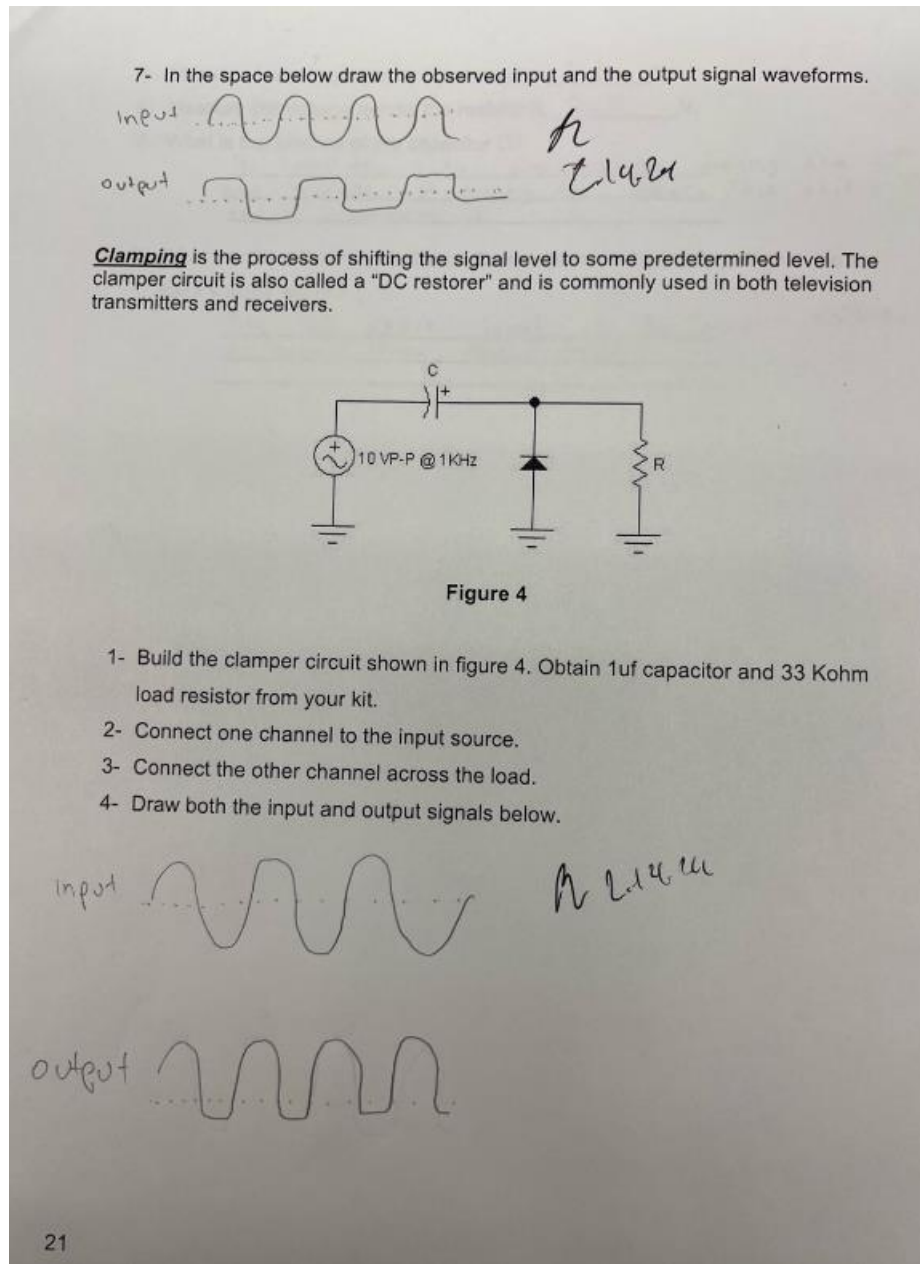 7- In the space below draw the observed input and the output signal waveforms.
Input
output
Clamping is the process of shifting the signal level to some predetermined level. The
clamper circuit is also called a "DC restorer" and is commonly used in both television
transmitters and receivers.
C
+
+
10 VP-P @ 1KHz
R
Figure 4
1- Build the clamper circuit shown in figure 4. Obtain 1uf capacitor and 33 Kohm
load resistor from your kit.
2- Connect one channel to the input source.
3- Connect the other channel across the load.
4- Draw both the input and output signals below.
Input
output
21